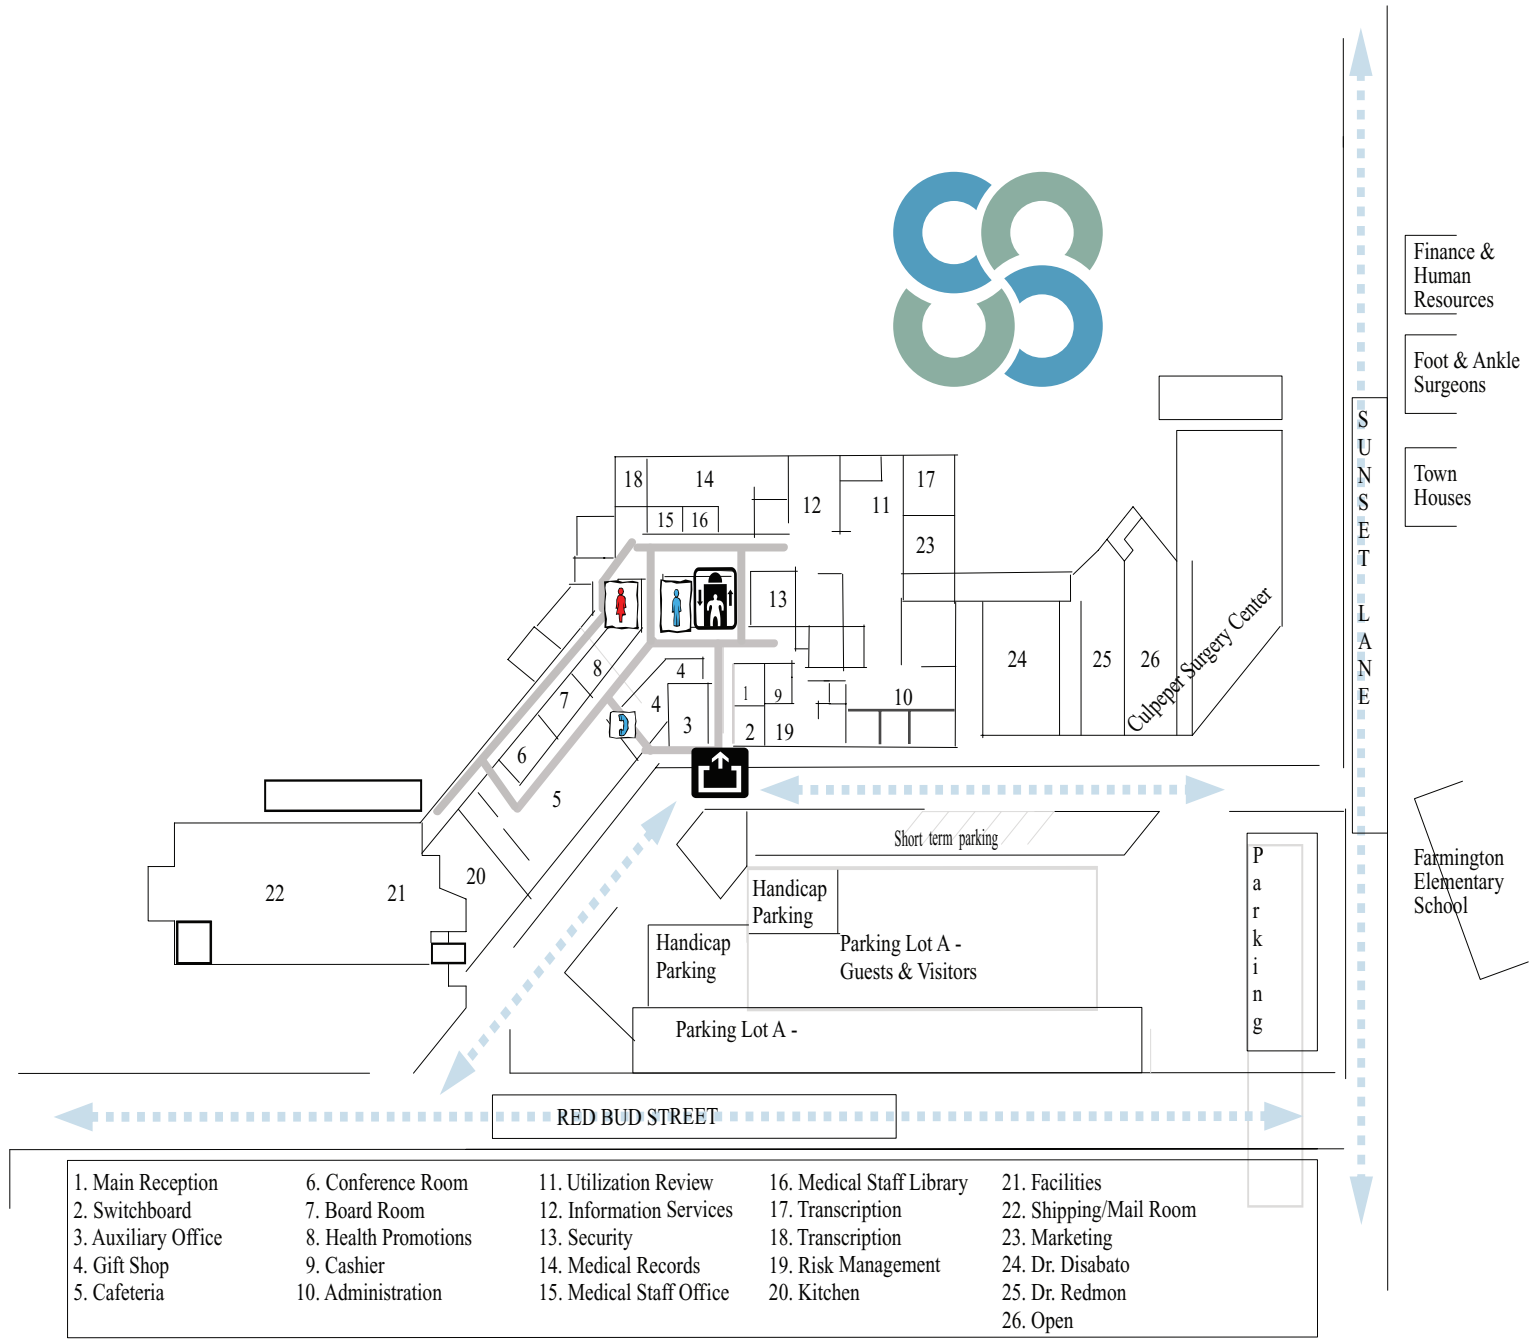 Finance &
Human
Resources
Foot & Ankle
Surgeons
SUNSET LANE
Town
Houses
18
14
17
12
11
15
16
23
13
8
4
24
25
26
Culpeper Surgery Center
7
4
1
9
10
3
2
19
6
5
Short term parking
20
22
21
Parking
Farmington
Elementary
School
Handicap
Parking
Handicap
Parking
Parking Lot A -
Guests & Visitors
Parking Lot A -
RED BUD STREET
1. Main Reception
2. Switchboard
3. Auxiliary Office
4. Gift Shop
5. Cafeteria
6. Conference Room
7. Board Room
8. Health Promotions
9. Cashier
10. Administration
11. Utilization Review
12. Information Services
13. Security
14. Medical Records
15. Medical Staff Office
16. Medical Staff Library
17. Transcription
18. Transcription
19. Risk Management
20. Kitchen
21. Facilities
22. Shipping/Mail Room
23. Marketing
24. Dr. Disabato
25. Dr. Redmon
26. Open